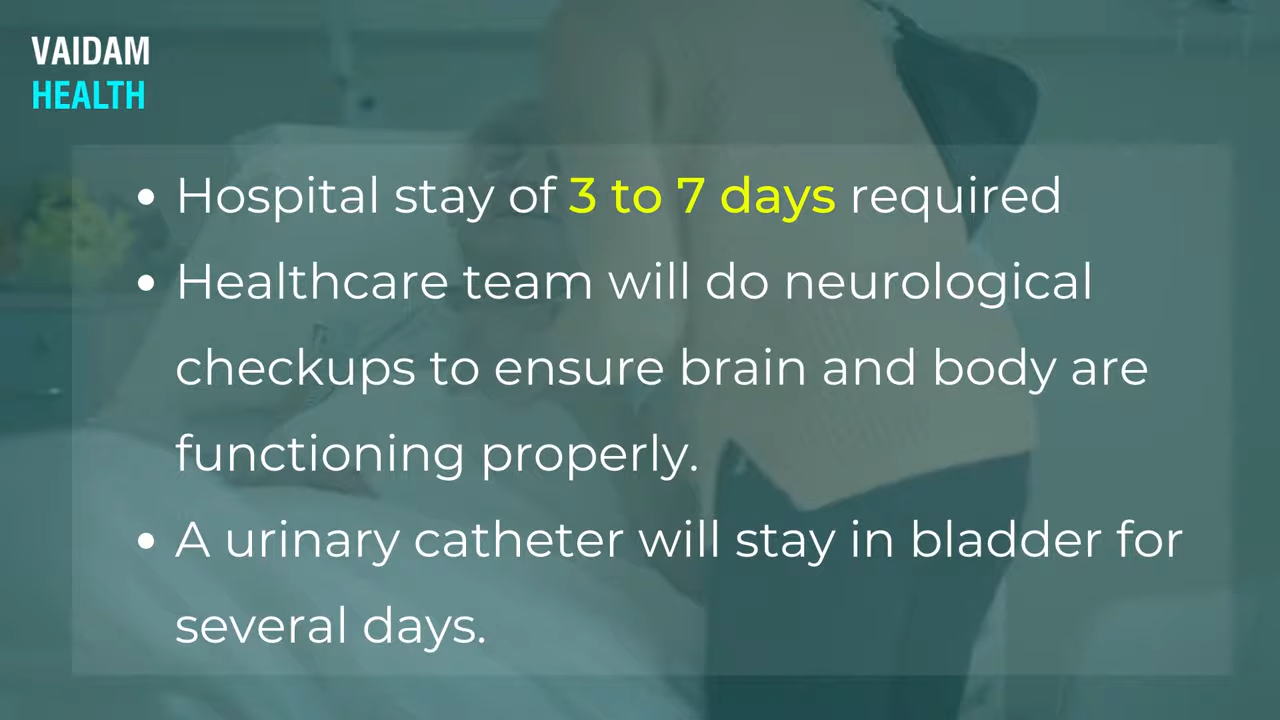 VAIDAM
HEALTH
• Hospital stay of 3 to 7 days required
• Healthcare team will do neurological
checkups to ensure brain and body are
functioning properly.
• A urinary catheter will stay in bladder for
several days.